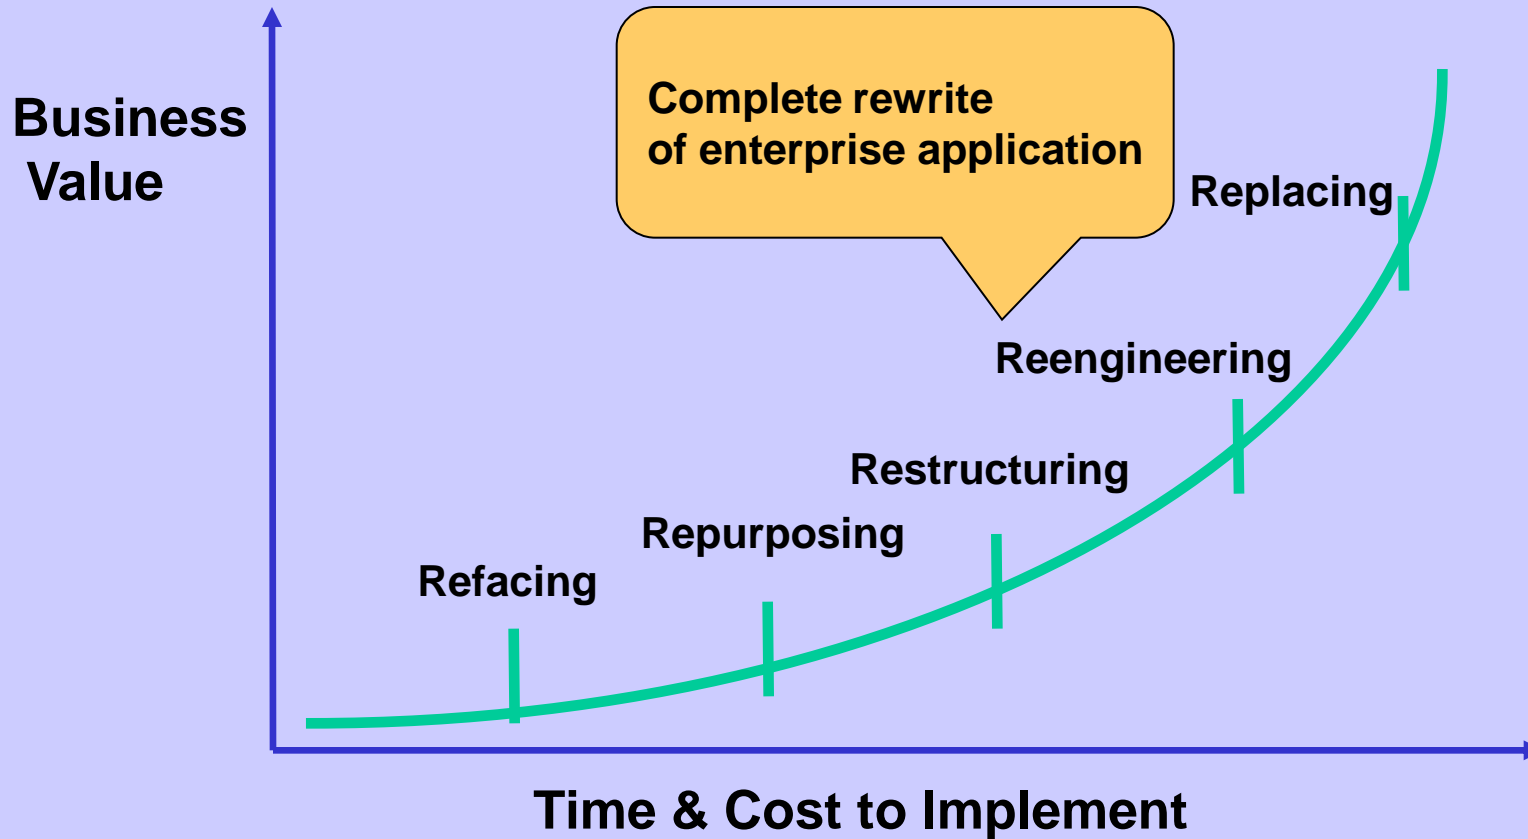 Business
Value
Complete rewrite
of enterprise application
Replacing
Reengineering
Restructuring
Repurposing
Refacing
Time & Cost to Implement